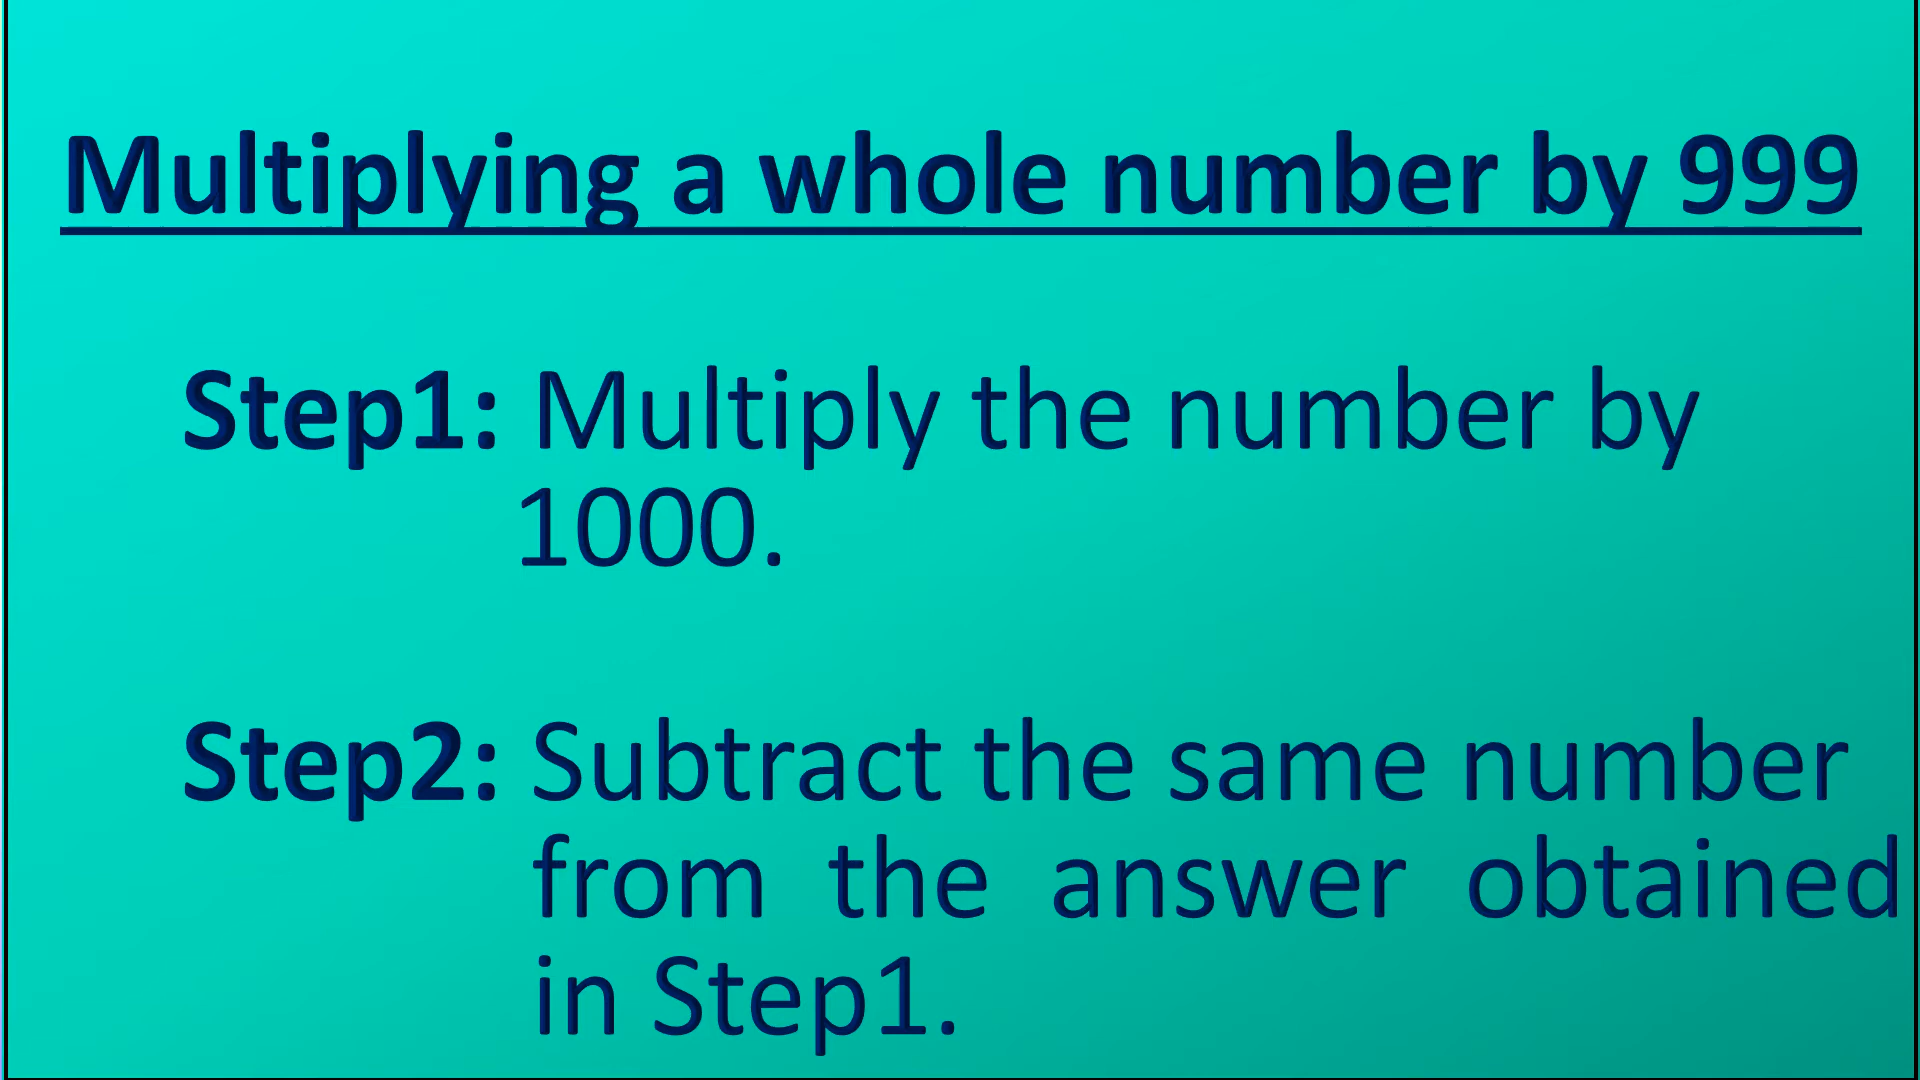 Multiplying a whole number by 999
Step1: Multiply the number by
1000.
Step2: Subtract the same number
from the answer obtained
in Step1.